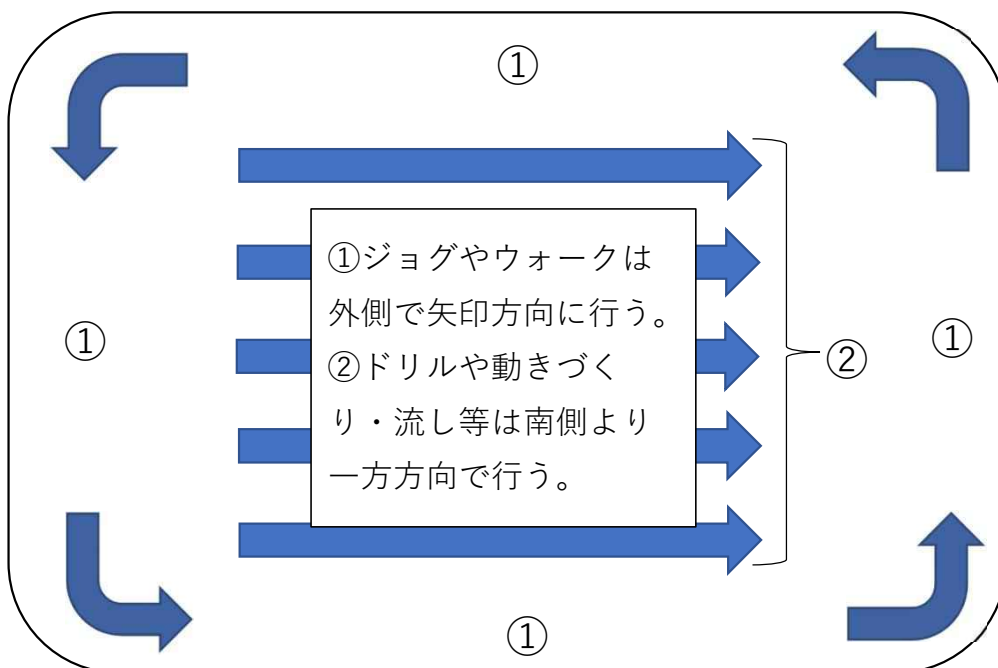 ①
①ジョグやウォークは
外側で矢印方向に行う。
②ドリルや動きづく
り・流し等は南側より
一方方向で行う。
①
②
①
①